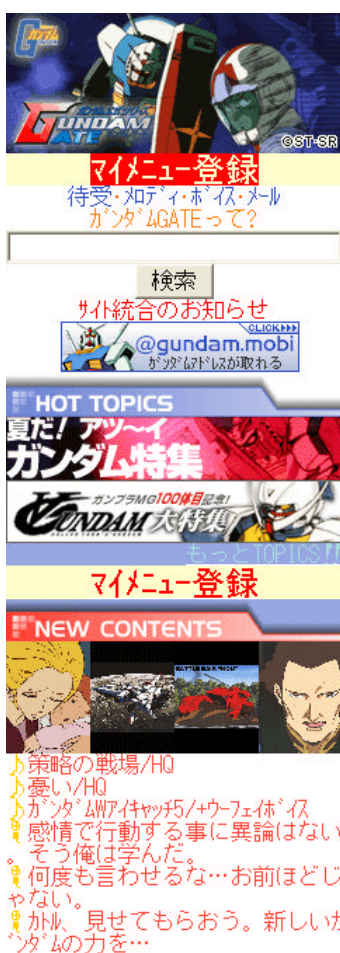 GUNDAM
GATE
©ST-SR
マイメニュー登録
待受・ﾒﾛﾃﾞｨ・ﾎﾞｲｽ・ﾒｰﾙ
ｶﾞﾝﾀﾞﾑGATEって?
検索
ｻｲﾄ統合のお知らせ
CLICK
@gundam.mobi
ｶﾞﾝﾀﾞﾑｱﾄﾞﾚｽが取れる
HOT TOPICS
夏だ! アツ〜イ
ガンダム特集
ガンプラMG100体目記念!
∀GUNDAM 大特集
もっとTOPICS!!
マイメニュー登録
NEW CONTENTS
♪策略の戦場/HQ
♪憂い/HQ
♪ｶﾞﾝﾀﾞﾑWｱｲｷｬｯﾁ5/+ｳｰﾌｪｲﾎﾞｲｽ
感情で行動する事に異論はない
。そう俺は学んだ。
何度も言わせるな…お前ほどじ
ゃない。
ｶﾄﾙ、見せてもらおう。新しいｶ
ﾞﾝﾀﾞﾑの力を…